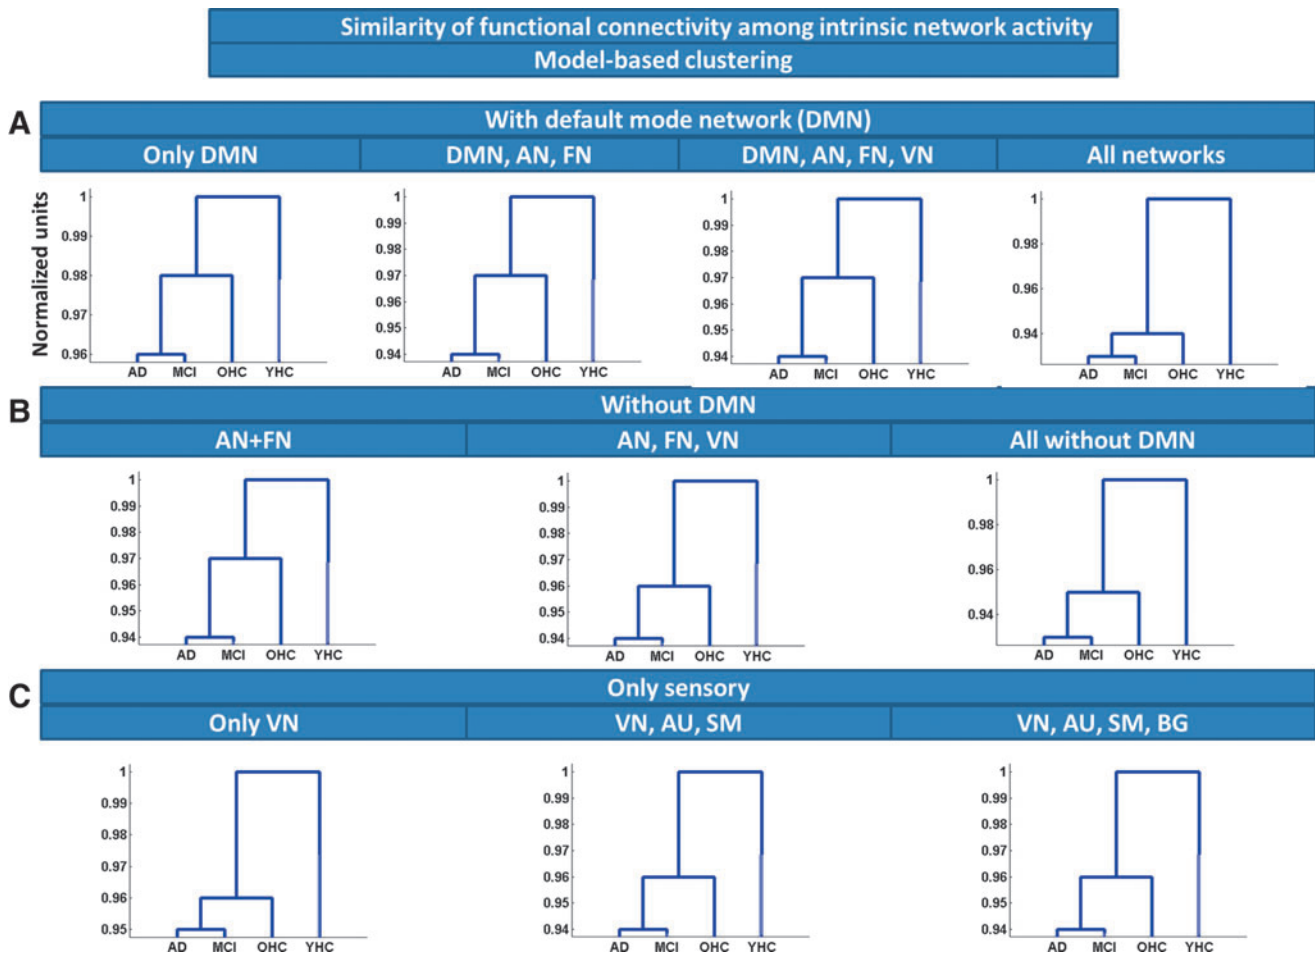 Similarity of functional connectivity among intrinsic network activity
Model-based clustering
A
With default mode network (DMN)
Only DMN
DMN, AN, FN
DMN, AN, FN, VN
All networks
Normalized units
1
0.99
0.98
0.97
0.96
AD MCI OHC YHC
1
0.99
0.98
0.97
0.96
0.95
0.94
AD MCI OHC YHC
1
0.99
0.98
0.97
0.96
0.95
0.94
AD MCI OHC YHC
1
0.98
0.96
0.94
AD MCI OHC YHC
B
Without DMN
AN+FN
AN, FN, VN
All without DMN
1
0.99
0.98
0.97
0.96
0.95
0.94
AD MCI OHC YHC
1
0.99
0.98
0.97
0.96
0.95
0.94
AD MCI OHC YHC
1
0.98
0.96
0.94
AD MCI OHC YHC
C
Only sensory
Only VN
VN, AU, SM
VN, AU, SM, BG
1
0.99
0.98
0.97
0.96
0.95
AD MCI OHC YHC
1
0.99
0.98
0.97
0.96
0.95
0.94
AD MCI OHC YHC
1
0.99
0.98
0.97
0.96
0.95
0.94
AD MCI OHC YHC